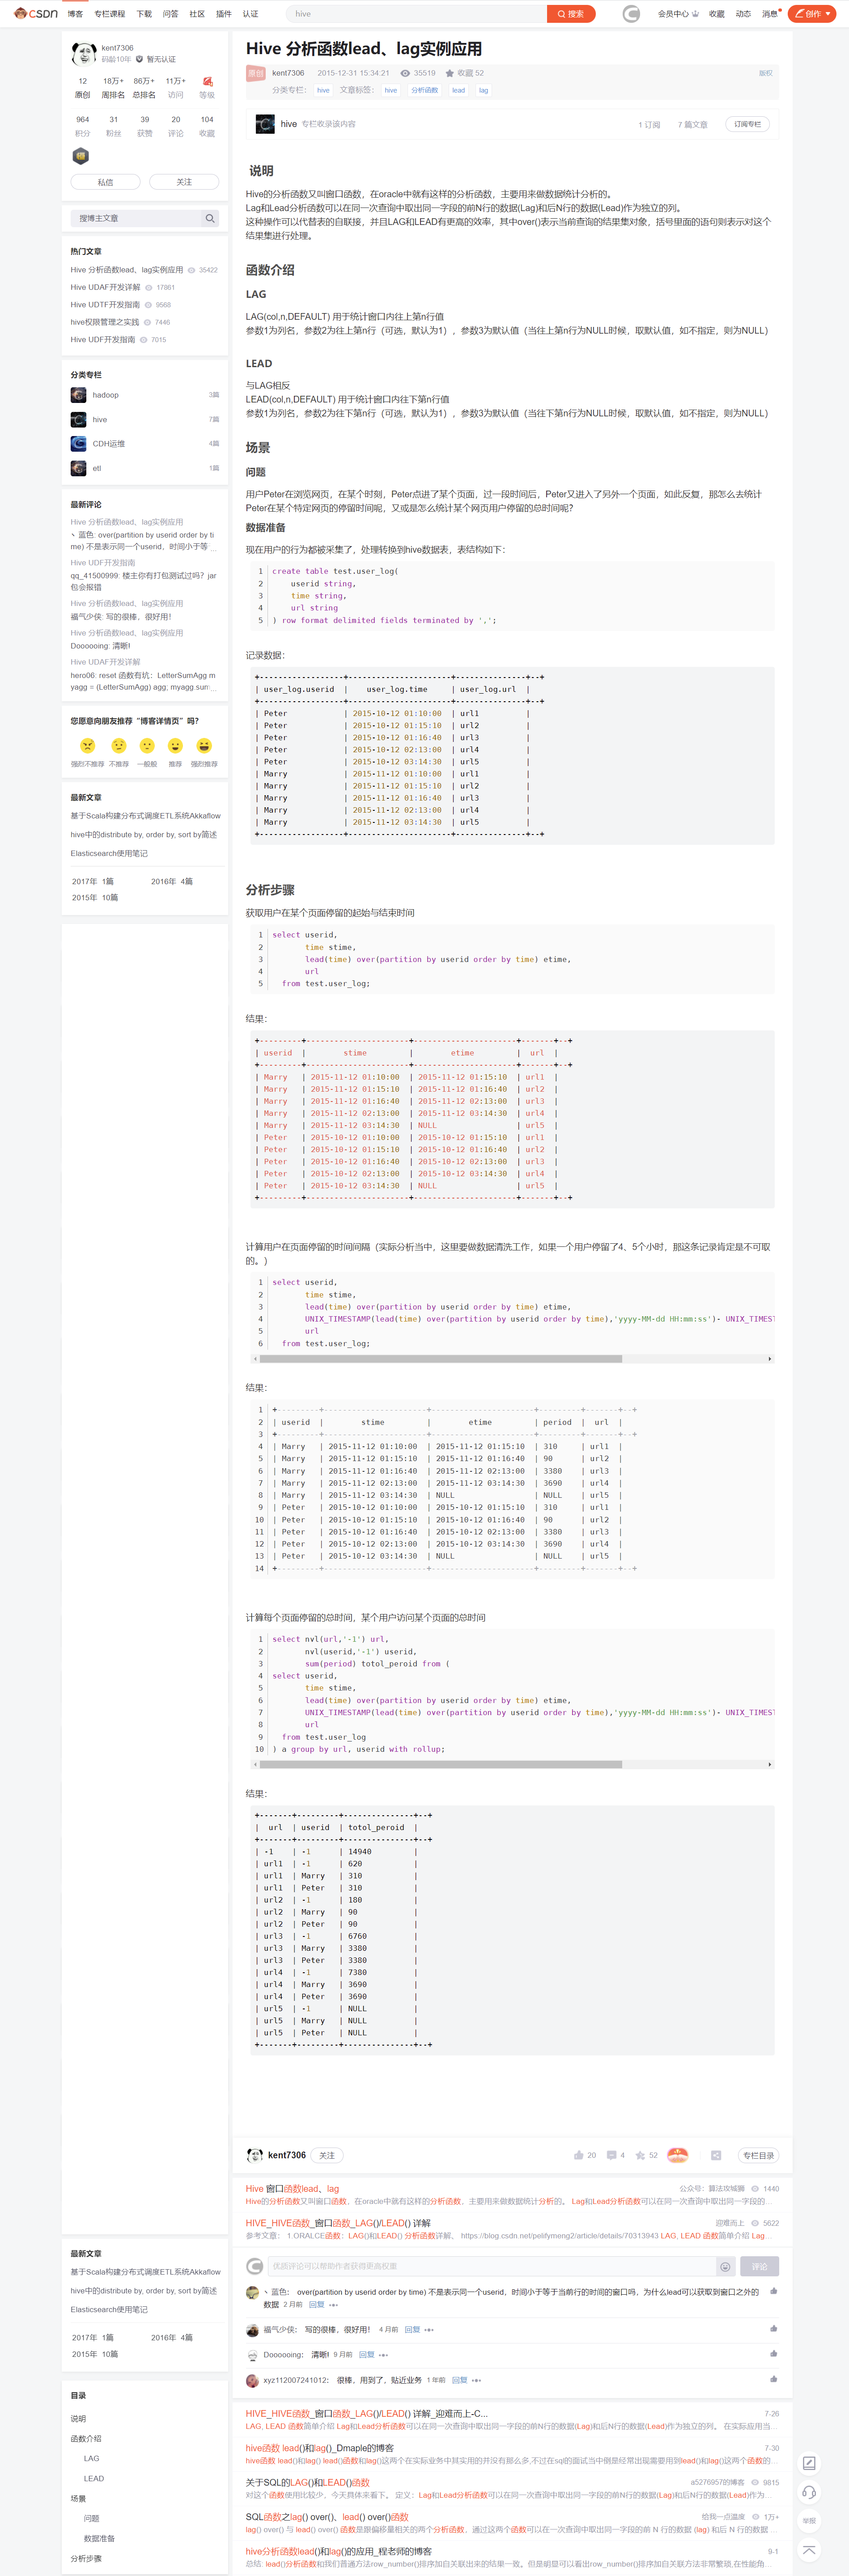 CSDN 博客 专栏课程 下载 问答 社区 插件 认证 hive 搜索 会员中心 收藏 动态 消息 创作
kent7306
码龄10年 暂无认证
12 18万+ 86万+ 11万+
原创 周排名 总排名 访问 等级
964 31 39 20 104
积分 粉丝 获赞 评论 收藏
私信 关注
搜博主文章
热门文章
Hive 分析函数lead、lag实例应用 35422
Hive UDAF开发详解 17861
Hive UDTF开发指南 9568
hive权限管理之实践 7446
Hive UDF开发指南 7015
分类专栏
hadoop 3篇
hive 7篇
CDH运维 4篇
etl 1篇
最新评论
Hive 分析函数lead、lag实例应用
丶蓝色: over(partition by userid order by ti
me) 不是表示同一个userid，时间小于等 ...
Hive UDF开发指南
qq_41500999: 楼主你有打包测试过吗？jar
包会报错
Hive 分析函数lead、lag实例应用
福气少侠: 写的很棒，很好用！
Hive 分析函数lead、lag实例应用
Doooooing: 清晰!
Hive UDAF开发详解
hero06: reset 函数有坑：LetterSumAgg m
yagg = (LetterSumAgg) agg; myagg.sum ...
您愿意向朋友推荐“博客详情页”吗？
强烈不推荐 不推荐 一般般 推荐 强烈推荐
最新文章
基于Scala构建分布式调度ETL系统Akkaflow
hive中的distribute by, order by, sort by简述
Elasticsearch使用笔记
2017年 1篇 2016年 4篇
2015年 10篇
Hive 分析函数lead、lag实例应用
原创 kent7306 2015-12-31 15:34:21 35519 收藏 52 版权
分类专栏： hive 文章标签： hive 分析函数 lead lag
hive 专栏收录该内容 1 订阅 7 篇文章 订阅专栏
说明
Hive的分析函数又叫窗口函数，在oracle中就有这样的分析函数，主要用来做数据统计分析的。
Lag和Lead分析函数可以在同一次查询中取出同一字段的前N行的数据(Lag)和后N行的数据(Lead)作为独立的列。
这种操作可以代替表的自联接，并且LAG和LEAD有更高的效率，其中over()表示当前查询的结果集对象，括号里面的语句则表示对这个
结果集进行处理。
函数介绍
LAG
LAG(col,n,DEFAULT) 用于统计窗口内往上第n行值
参数1为列名，参数2为往上第n行（可选，默认为1），参数3为默认值（当往上第n行为NULL时候，取默认值，如不指定，则为NULL）
LEAD
与LAG相反
LEAD(col,n,DEFAULT) 用于统计窗口内往下第n行值
参数1为列名，参数2为往下第n行（可选，默认为1），参数3为默认值（当往下第n行为NULL时候，取默认值，如不指定，则为NULL）
场景
问题
用户Peter在浏览网页，在某个时刻，Peter点进了某个页面，过一段时间后，Peter又进入了另外一个页面，如此反复，那怎么去统计
Peter在某个特定网页的停留时间呢，又或是怎么统计某个网页用户停留的总时间呢？
数据准备
现在用户的行为都被采集了，处理转换到hive数据表，表结构如下：
1 create table test.user_log(
2 userid string,
3 time string,
4 url string
5 ) row format delimited fields terminated by ',';
记录数据：
+------------------+----------------------+---------------+--+
| user_log.userid | user_log.time | user_log.url |
+------------------+----------------------+---------------+--+
| Peter | 2015-10-12 01:10:00 | url1 |
| Peter | 2015-10-12 01:15:10 | url2 |
| Peter | 2015-10-12 01:16:40 | url3 |
| Peter | 2015-10-12 02:13:00 | url4 |
| Peter | 2015-10-12 03:14:30 | url5 |
| Marry | 2015-11-12 01:10:00 | url1 |
| Marry | 2015-11-12 01:15:10 | url2 |
| Marry | 2015-11-12 01:16:40 | url3 |
| Marry | 2015-11-12 02:13:00 | url4 |
| Marry | 2015-11-12 03:14:30 | url5 |
+------------------+----------------------+---------------+--+
分析步骤
获取用户在某个页面停留的起始与结束时间
1 select userid,
2 time stime,
3 lead(time) over(partition by userid order by time) etime,
4 url
5 from test.user_log;
结果：
+---------+----------------------+----------------------+-------+--+
| userid | stime | etime | url |
+---------+----------------------+----------------------+-------+--+
| Marry | 2015-11-12 01:10:00 | 2015-11-12 01:15:10 | url1 |
| Marry | 2015-11-12 01:15:10 | 2015-11-12 01:16:40 | url2 |
| Marry | 2015-11-12 01:16:40 | 2015-11-12 02:13:00 | url3 |
| Marry | 2015-11-12 02:13:00 | 2015-11-12 03:14:30 | url4 |
| Marry | 2015-11-12 03:14:30 | NULL | url5 |
| Peter | 2015-10-12 01:10:00 | 2015-10-12 01:15:10 | url1 |
| Peter | 2015-10-12 01:15:10 | 2015-10-12 01:16:40 | url2 |
| Peter | 2015-10-12 01:16:40 | 2015-10-12 02:13:00 | url3 |
| Peter | 2015-10-12 02:13:00 | 2015-10-12 03:14:30 | url4 |
| Peter | 2015-10-12 03:14:30 | NULL | url5 |
+---------+----------------------+----------------------+-------+--+
计算用户在页面停留的时间间隔（实际分析当中，这里要做数据清洗工作，如果一个用户停留了4、5个小时，那这条记录肯定是不可取
的。）
1 select userid,
2 time stime,
3 lead(time) over(partition by userid order by time) etime,
4 UNIX_TIMESTAMP(lead(time) over(partition by userid order by time),'yyyy-MM-dd HH:mm:ss')- UNIX_TIMEST
5 url
6 from test.user_log;
结果：
1 +---------+----------------------+----------------------+---------+-------+--+
2 | userid | stime | etime | period | url |
3 +---------+----------------------+----------------------+---------+-------+--+
4 | Marry | 2015-11-12 01:10:00 | 2015-11-12 01:15:10 | 310 | url1 |
5 | Marry | 2015-11-12 01:15:10 | 2015-11-12 01:16:40 | 90 | url2 |
6 | Marry | 2015-11-12 01:16:40 | 2015-11-12 02:13:00 | 3380 | url3 |
7 | Marry | 2015-11-12 02:13:00 | 2015-11-12 03:14:30 | 3690 | url4 |
8 | Marry | 2015-11-12 03:14:30 | NULL | NULL | url5 |
9 | Peter | 2015-10-12 01:10:00 | 2015-10-12 01:15:10 | 310 | url1 |
10 | Peter | 2015-10-12 01:15:10 | 2015-10-12 01:16:40 | 90 | url2 |
11 | Peter | 2015-10-12 01:16:40 | 2015-10-12 02:13:00 | 3380 | url3 |
12 | Peter | 2015-10-12 02:13:00 | 2015-10-12 03:14:30 | 3690 | url4 |
13 | Peter | 2015-10-12 03:14:30 | NULL | NULL | url5 |
14 +---------+----------------------+----------------------+---------+-------+--+
计算每个页面停留的总时间，某个用户访问某个页面的总时间
1 select nvl(url,'-1') url,
2 nvl(userid,'-1') userid,
3 sum(period) totol_peroid from (
4 select userid,
5 time stime,
6 lead(time) over(partition by userid order by time) etime,
7 UNIX_TIMESTAMP(lead(time) over(partition by userid order by time),'yyyy-MM-dd HH:mm:ss')- UNIX_TIMEST
8 url
9 from test.user_log
10 ) a group by url, userid with rollup;
结果：
+-------+---------+---------------+--+
| url | userid | totol_peroid |
+-------+---------+---------------+--+
| -1 | -1 | 14940 |
| url1 | -1 | 620 |
| url1 | Marry | 310 |
| url1 | Peter | 310 |
| url2 | -1 | 180 |
| url2 | Marry | 90 |
| url2 | Peter | 90 |
| url3 | -1 | 6760 |
| url3 | Marry | 3380 |
| url3 | Peter | 3380 |
| url4 | -1 | 7380 |
| url4 | Marry | 3690 |
| url4 | Peter | 3690 |
| url5 | -1 | NULL |
| url5 | Marry | NULL |
| url5 | Peter | NULL |
+-------+---------+---------------+--+
kent7306 关注 20 4 52 专栏目录
Hive 窗口函数lead、lag 公众号：算法攻城狮 1440
Hive的分析函数又叫窗口函数，在oracle中就有这样的分析函数，主要用来做数据统计分析的。 Lag和Lead分析函数可以在同一次查询中取出同一字段的...
HIVE_HIVE函数_窗口函数_LAG()/LEAD() 详解 迎难而上 5622
参考文章： 1.ORALCE函数：LAG()和LEAD() 分析函数详解， https://blog.csdn.net/pelifymeng2/article/details/70313943 LAG, LEAD 函数简单介绍 Lag...
优质评论可以帮助作者获得更高权重 评论
丶蓝色： over(partition by userid order by time) 不是表示同一个userid，时间小于等于当前行的时间的窗口吗，为什么lead可以获取到窗口之外的
数据 2 月前 回复
福气少侠： 写的很棒，很好用！ 4 月前 回复
Doooooing： 清晰! 9 月前 回复
xyz112007241012： 很棒，用到了，贴近业务 1 年前 回复
HIVE_HIVE函数_窗口函数_LAG()/LEAD() 详解_迎难而上-C... 7-26
LAG, LEAD 函数简单介绍 Lag和Lead分析函数可以在同一次查询中取出同一字段的前N行的数据(Lag)和后N行的数据(Lead)作为独立的列。 在实际应用当...
hive函数 lead()和lag()_Dmaple的博客 7-30
hive函数 lead()和lag() lead()函数和lag()这两个在实际业务中其实用的并没有那么多,不过在sql的面试当中倒是经常出现需要用到lead()和lag()这两个函数的...
关于SQL的LAG()和LEAD()函数 a5276957的博客 9815
对这个函数使用比较少，今天具体来看下。 定义： Lag和Lead分析函数可以在同一次查询中取出同一字段的前N行的数据(Lag)和后N行的数据(Lead)作为...
SQL函数之lag() over()、lead() over()函数 给我一点温度 1万+
lag() over() 与 lead() over() 函数是跟偏移量相关的两个分析函数，通过这两个函数可以在一次查询中取出同一字段的前 N 行的数据 (lag) 和后 N 行的数据 ...
hive分析函数lead()和lag()的应用_程老师的博客 9-1
总结: lead()分析函数和我们普通方法row_number()排序加自关联出来的结果一致。但是明显可以看出row_number()排序加自关联方法非常繁琐,在性能角...
最新文章
基于Scala构建分布式调度ETL系统Akkaflow
hive中的distribute by, order by, sort by简述
Elasticsearch使用笔记
2017年 1篇 2016年 4篇
2015年 10篇
目录
说明
函数介绍
LAG
LEAD
场景
问题
数据准备
分析步骤
举报